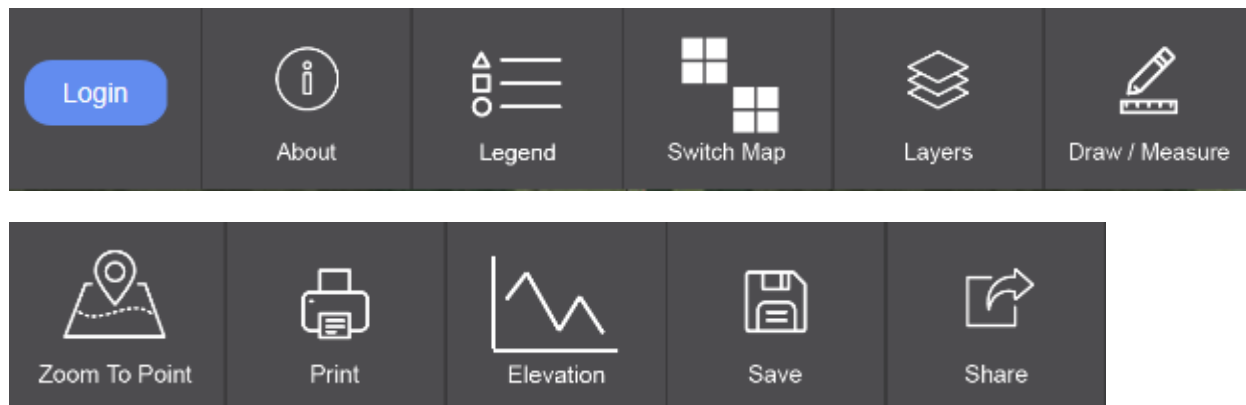 Login
About
Legend
Switch Map
Layers
Draw / Measure
Zoom To Point
Print
Elevation
Save
Share